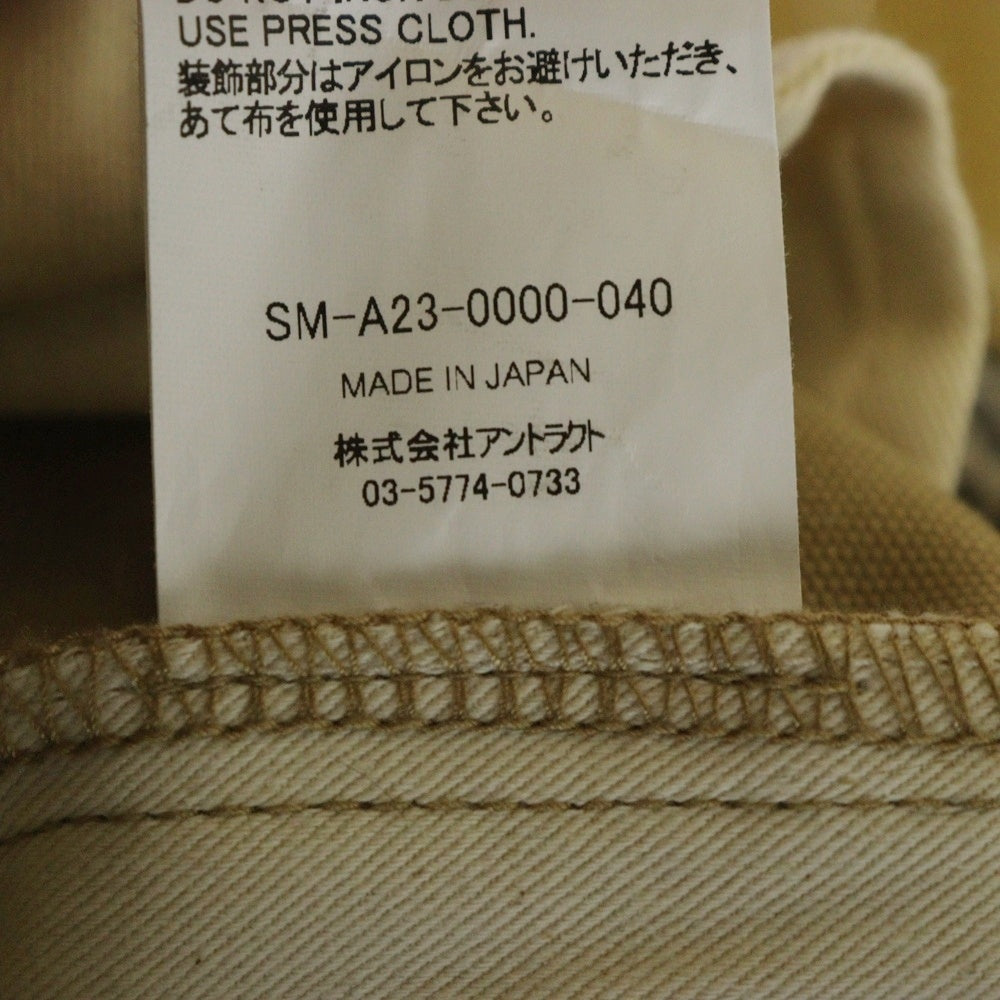 USE PRESS CLOTH.
装飾部分はアイロンをお避けいただき、
あて布を使用して下さい。
SM-A23-0000-040
MADE IN JAPAN
株式会社アントラクト
03-5774-0733